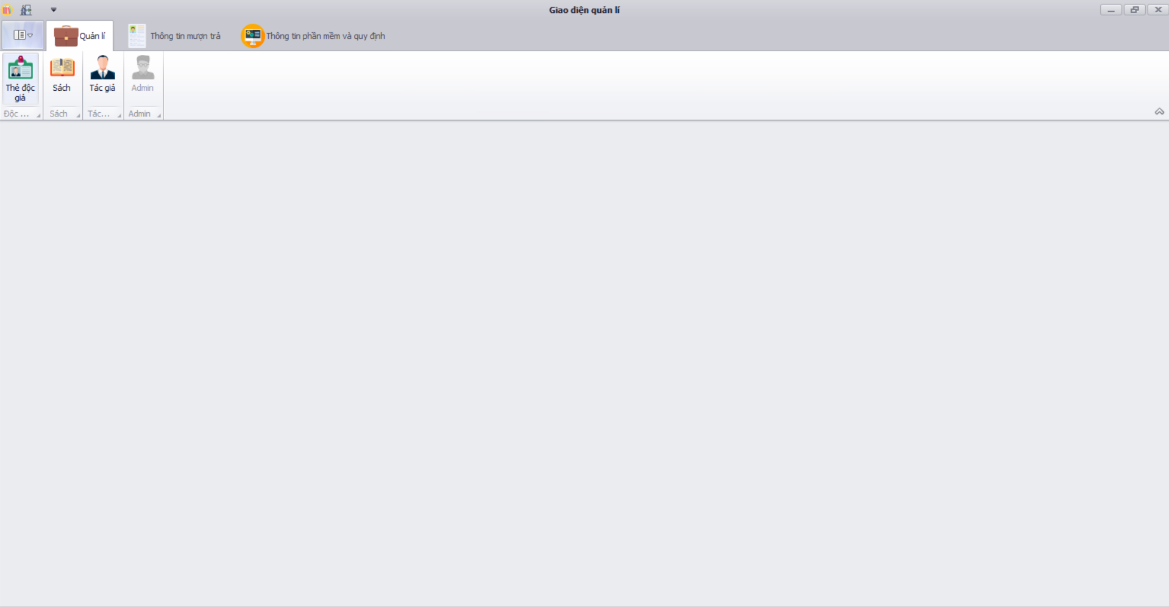 Giao diện quản lí
Quản lí
Thông tin mượn trả
Thông tin phần mềm và quy định
Thẻ độc
giả
Sách
Tác giả
Admin
Độc ...
Sách
Tác...
Admin